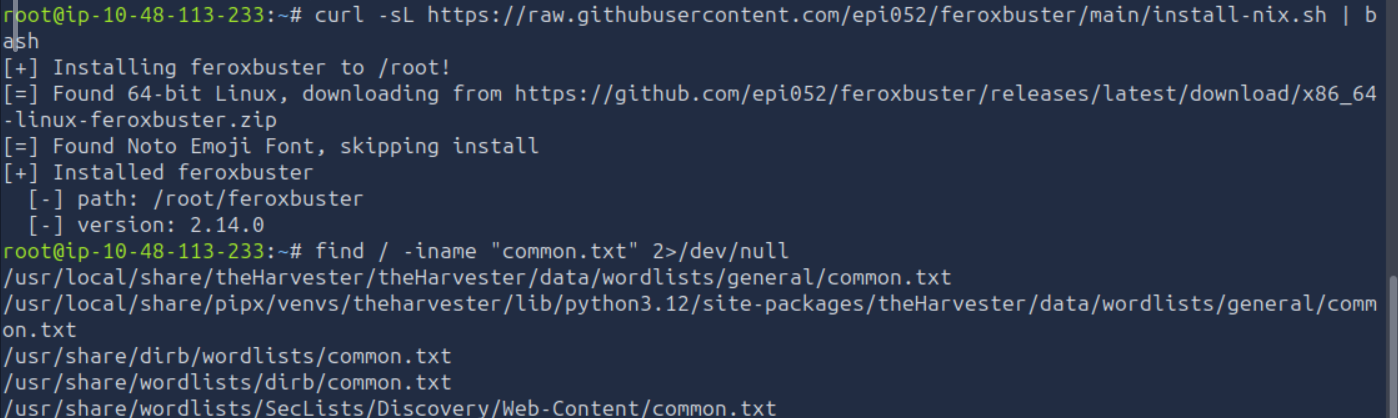 root@ip-10-48-113-233:~# curl -sL https://raw.githubusercontent.com/epi052/feroxbuster/main/install-nix.sh | b
ash
[+] Installing feroxbuster to /root!
[=] Found 64-bit Linux, downloading from https://github.com/epi052/feroxbuster/releases/latest/download/x86_64
-linux-feroxbuster.zip
[=] Found Noto Emoji Font, skipping install
[+] Installed feroxbuster
  [-] path: /root/feroxbuster
  [-] version: 2.14.0
root@ip-10-48-113-233:~# find / -iname "common.txt" 2>/dev/null
/usr/local/share/theHarvester/theHarvester/data/wordlists/general/common.txt
/usr/local/share/pipx/venvs/theharvester/lib/python3.12/site-packages/theHarvester/data/wordlists/general/comm
on.txt
/usr/share/dirb/wordlists/common.txt
/usr/share/wordlists/dirb/common.txt
/usr/share/wordlists/SecLists/Discovery/Web-Content/common.txt